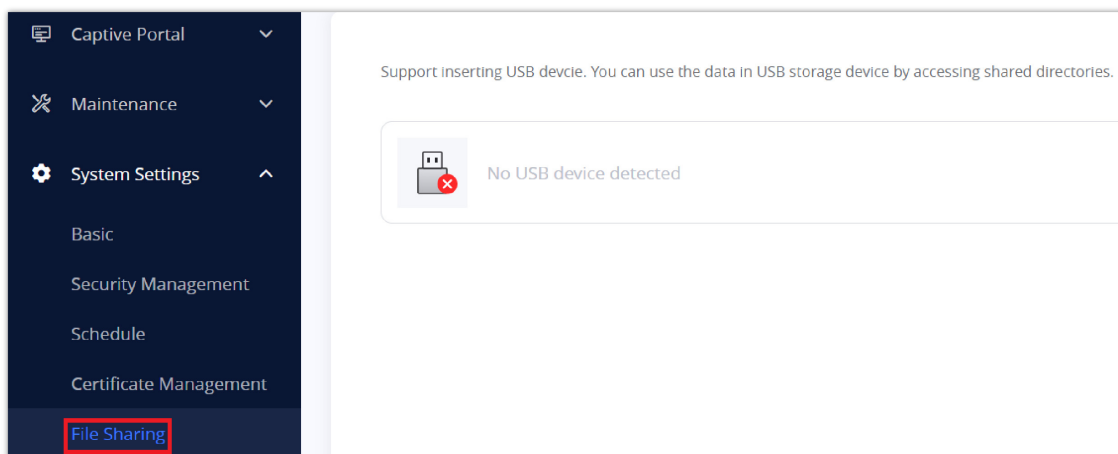 Captive Portal
Maintenance
System Settings
Basic
Security Management
Schedule
Certificate Management
File Sharing
Support inserting USB devcie. You can use the data in USB storage device by accessing shared directories.
No USB device detected